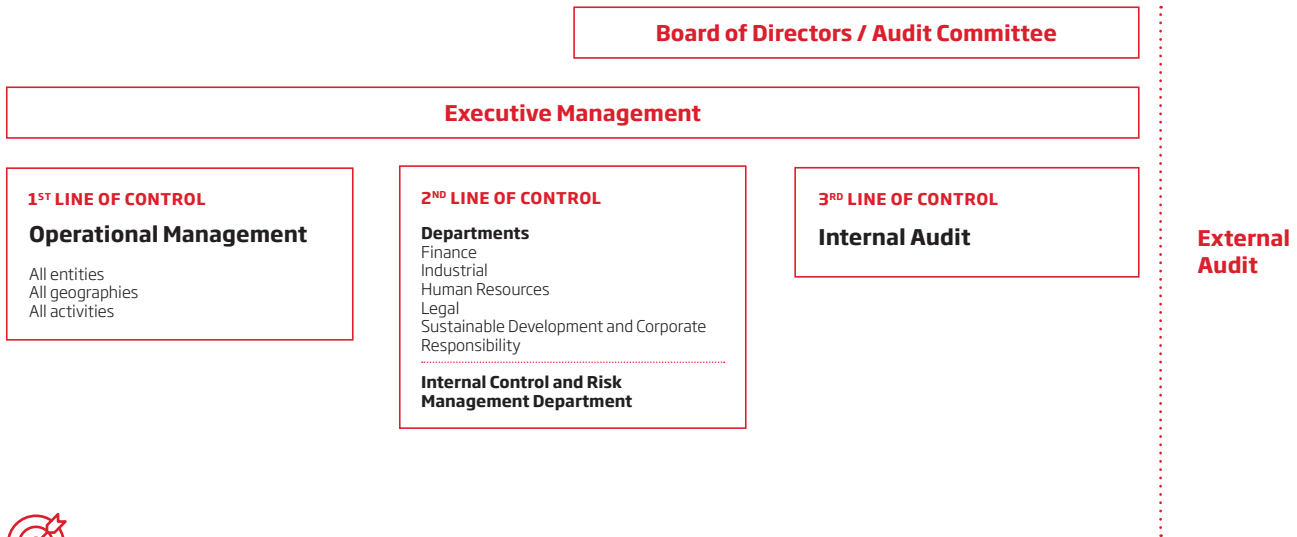 Board of Directors / Audit Committee
Executive Management
1ST LINE OF CONTROL
Operational Management
All entities
All geographies
All activities
2ND LINE OF CONTROL
Departments
Finance
Industrial
Human Resources
Legal
Sustainable Development and Corporate
Responsibility
Internal Control and Risk
Management Department
3RD LINE OF CONTROL
Internal Audit
External
Audit